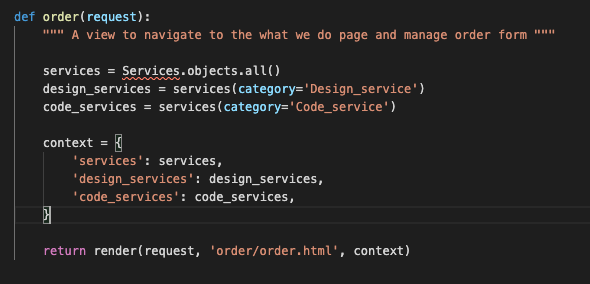 def order(request):
""" A view to navigate to the what we do page and manage order form """
services = Services.objects.all()
design_services = services(category='Design_service')
code_services = services(category='Code_service')
context = {
'services': services,
'design_services': design_services,
'code_services': code_services,
}
return render(request, 'order/order.html', context)